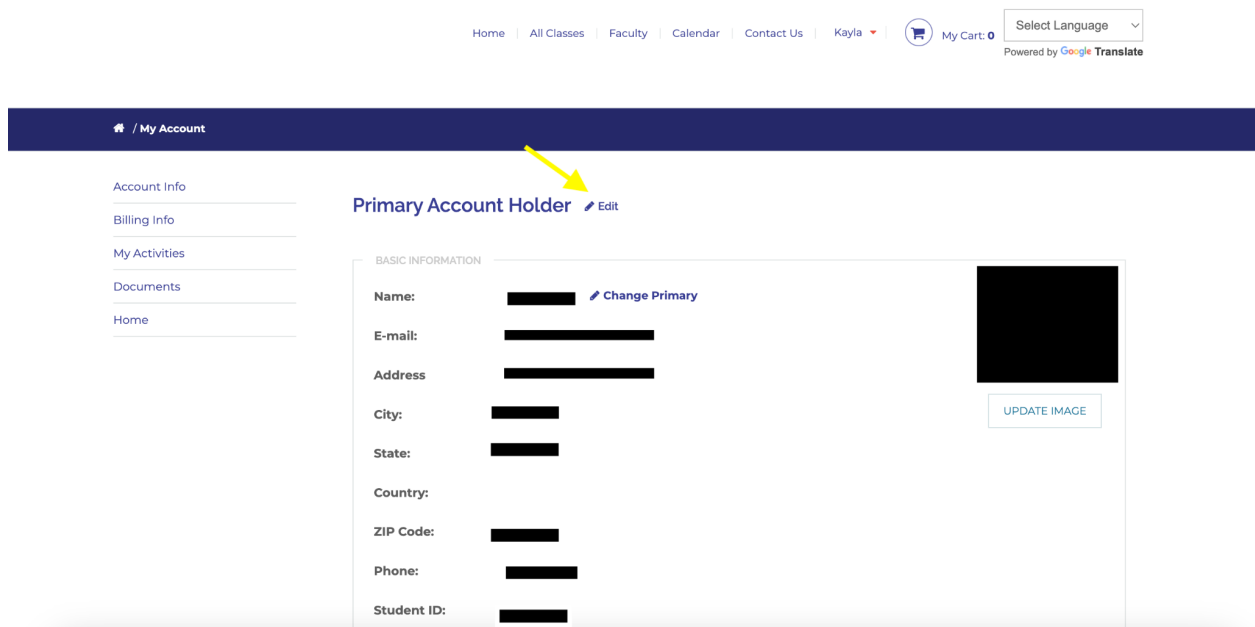 Home All Classes Faculty Calendar Contact Us Kayla My Cart: 0 Select Language
Powered by Google Translate
/ My Account
Account Info
Billing Info
My Activities
Documents
Home
Primary Account Holder Edit
BASIC INFORMATION
Name: Change Primary
E-mail:
Address
City:
State:
Country:
ZIP Code:
Phone:
Student ID:
UPDATE IMAGE